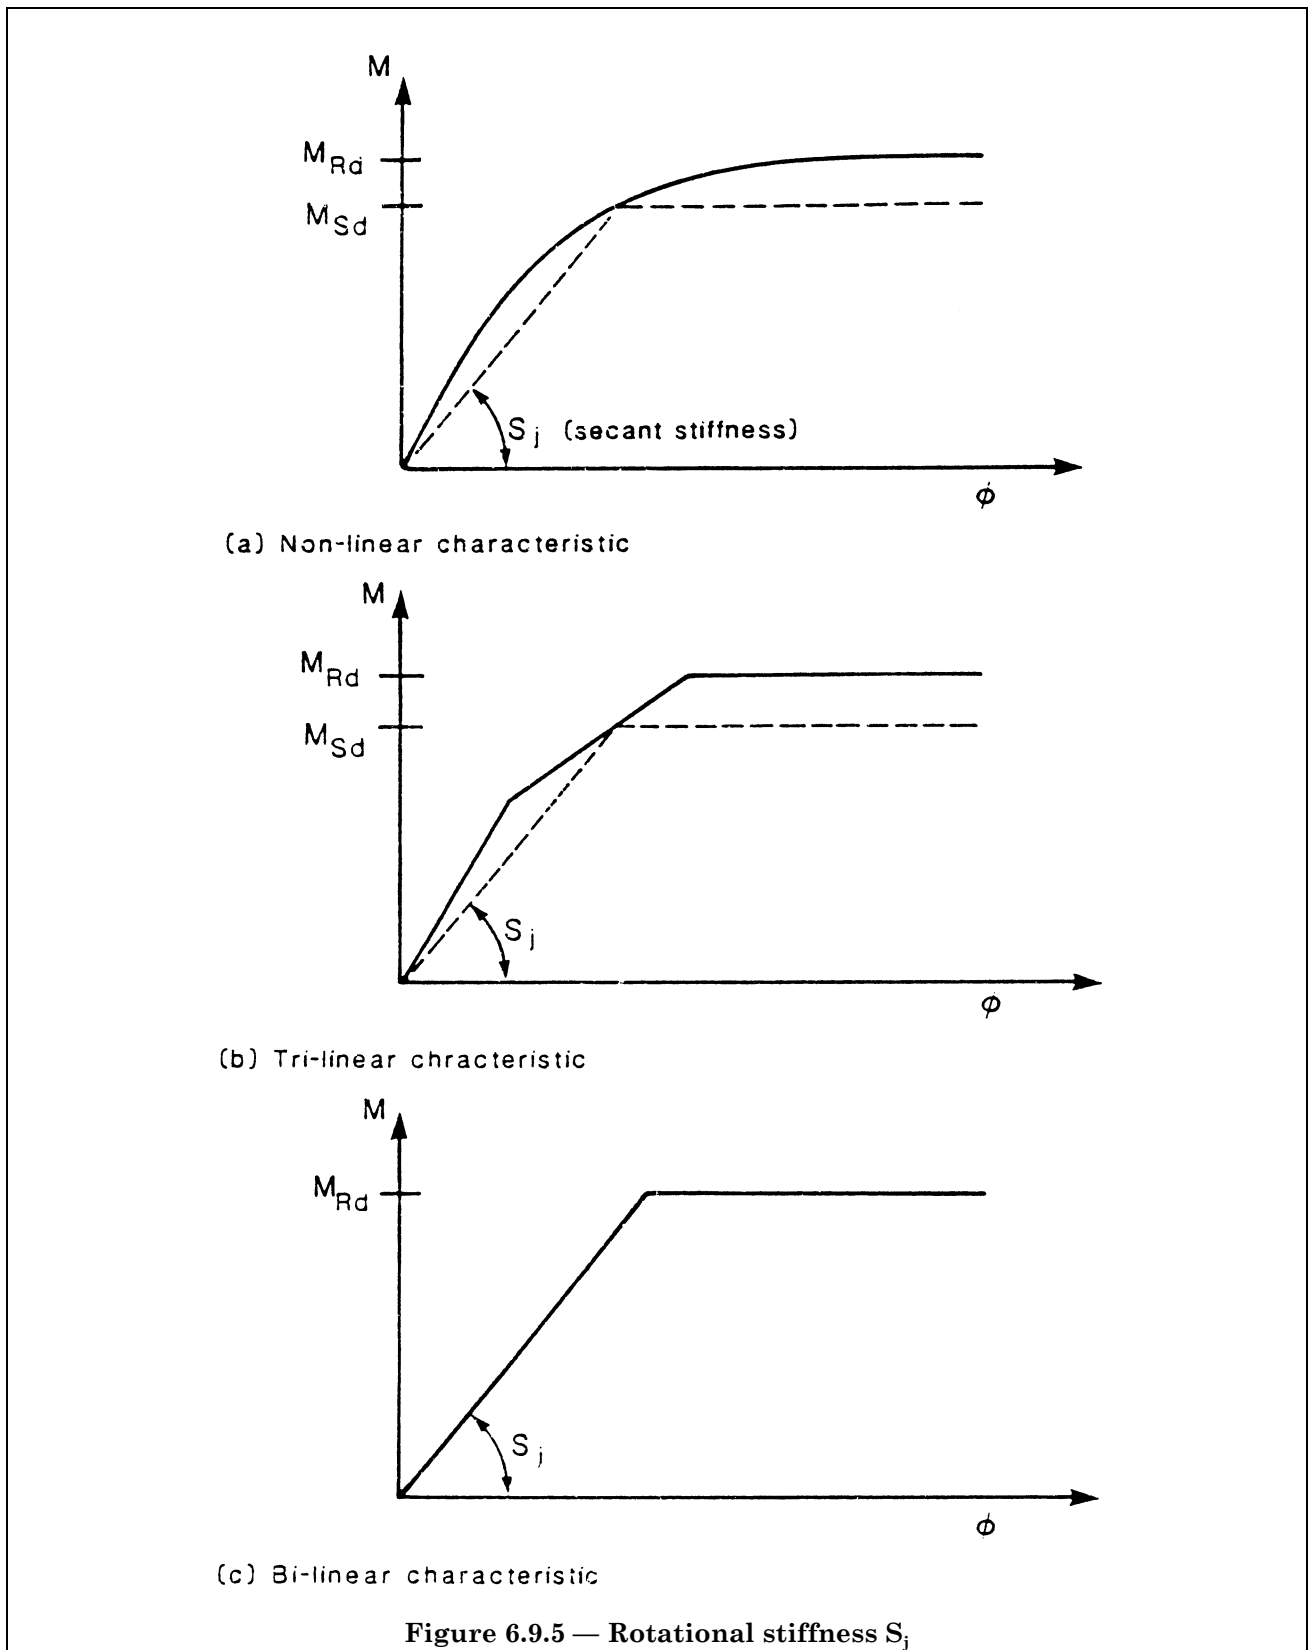 M
M_Rd
M_Sd
S_j (secant stiffness)
ϕ
(a) Non-linear characteristic
M
M_Rd
M_Sd
S_j
ϕ
(b) Tri-linear chracteristic
M
M_Rd
S_j
ϕ
(c) Bi-linear characteristic
Figure 6.9.5 — Rotational stiffness S_j